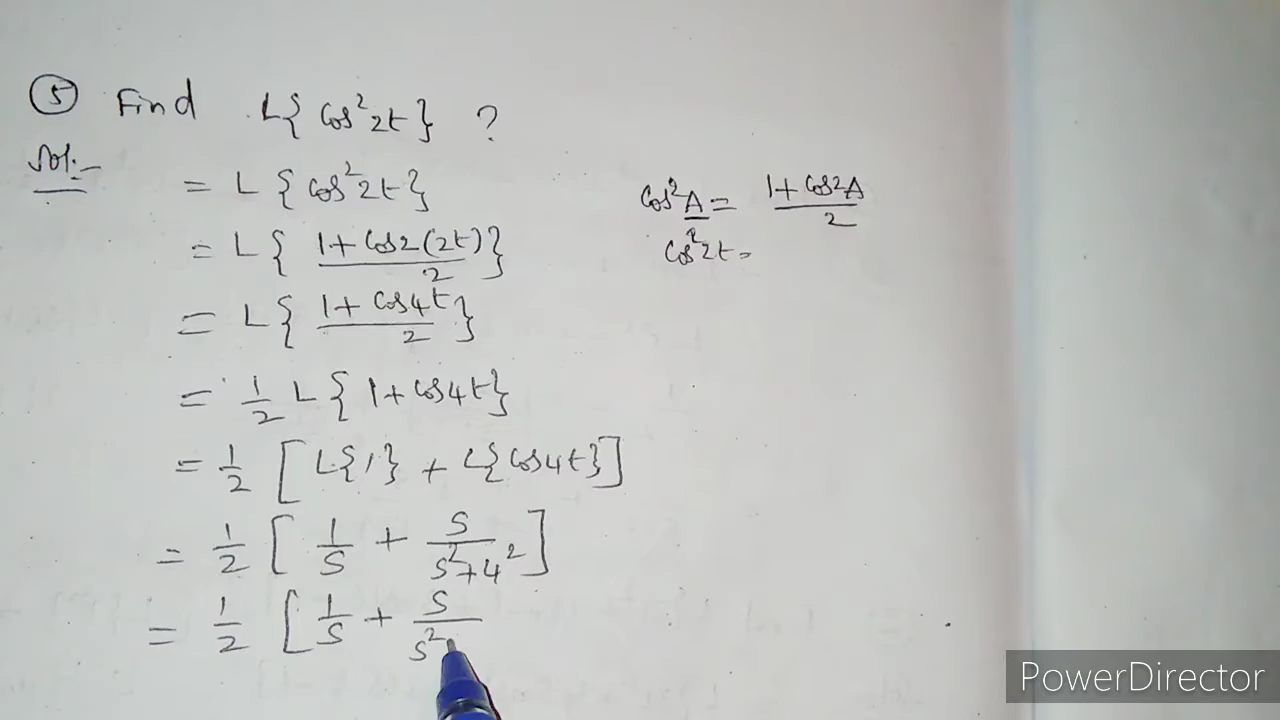 ⑤ Find L{cos²2t} ?
Sol:-
= L{cos²2t}
= L{(1+cos2(2t))/2}
= L{(1+cos4t)/2}
= 1/2 L{1+cos4t}
= 1/2 [L{1} + L{cos4t}]
= 1/2 [1/s + s/(s²+4²)]
= 1/2 [1/s + s/s²
cos²A = (1+cos2A)/2
cos²2t =
PowerDirector